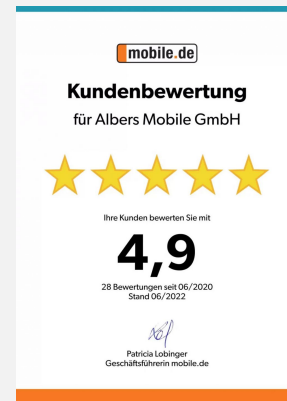 mobile.de
Kundenbewertung
für Albers Mobile GmbH
Ihre Kunden bewerten Sie mit
4,9
28 Bewertungen seit 06/2020
Stand 06/2022
Patricia Lobinger
Geschäftsführerin mobile.de